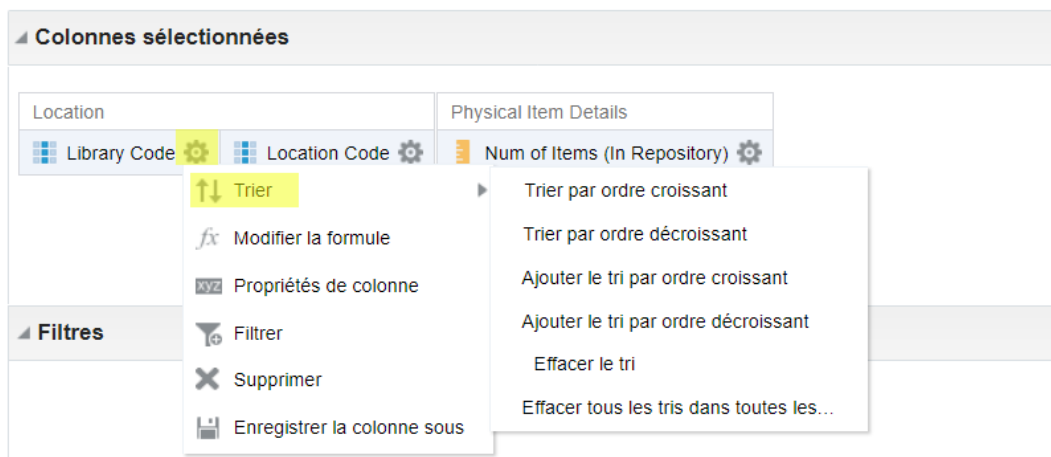 Colonnes sélectionnées
Location
Physical Item Details
Library Code
Location Code
Num of Items (In Repository)
Trier
Modifier la formule
xyz Propriétés de colonne
Filtrer
Supprimer
Enregistrer la colonne sous
Trier par ordre croissant
Trier par ordre décroissant
Ajouter le tri par ordre croissant
Ajouter le tri par ordre décroissant
Effacer le tri
Effacer tous les tris dans toutes les...
Filtres